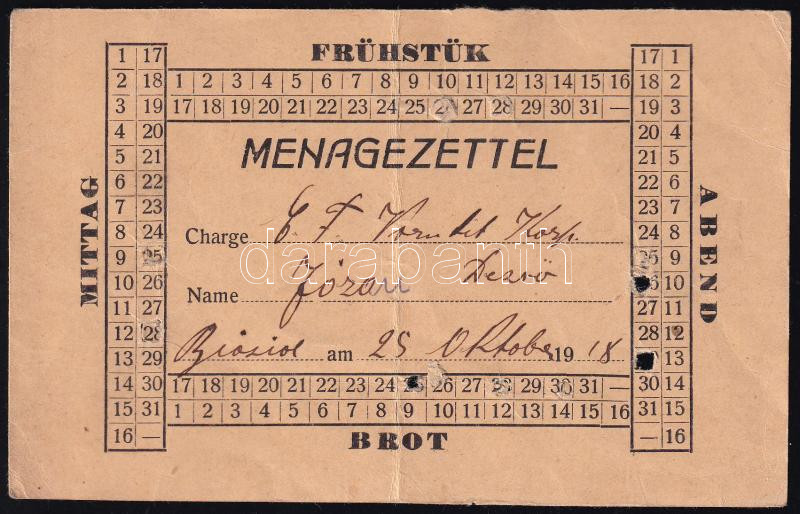 FRÜHSTÜK
1 2 3 4 5 6 7 8 9 10 11 12 13 14 15 16
17 18 19 20 21 22 23 24 25 27 28 29 30 31 —
MITTAG
1 17
2 18
3 19
4 20
5 21
6 22
7 23
8 24
9 25
10 26
11 27
12 28
13 29
14 30
15 31
16 —
MENAGEZETTEL
Charge
Name Józan Dezsö
am 25 Oktober 1918
darabanth
17 1
18 2
19 3
20 4
21 5
22 6
23 7
24 8
9
26 10
27 11
28 12
13
30 14
31 15
— 16
ABEND
17 18 19 20 21 22 23 24 26 27 28 29 30 31 —
1 2 3 4 5 6 7 8 9 10 11 12 13 14 15 16
BROT